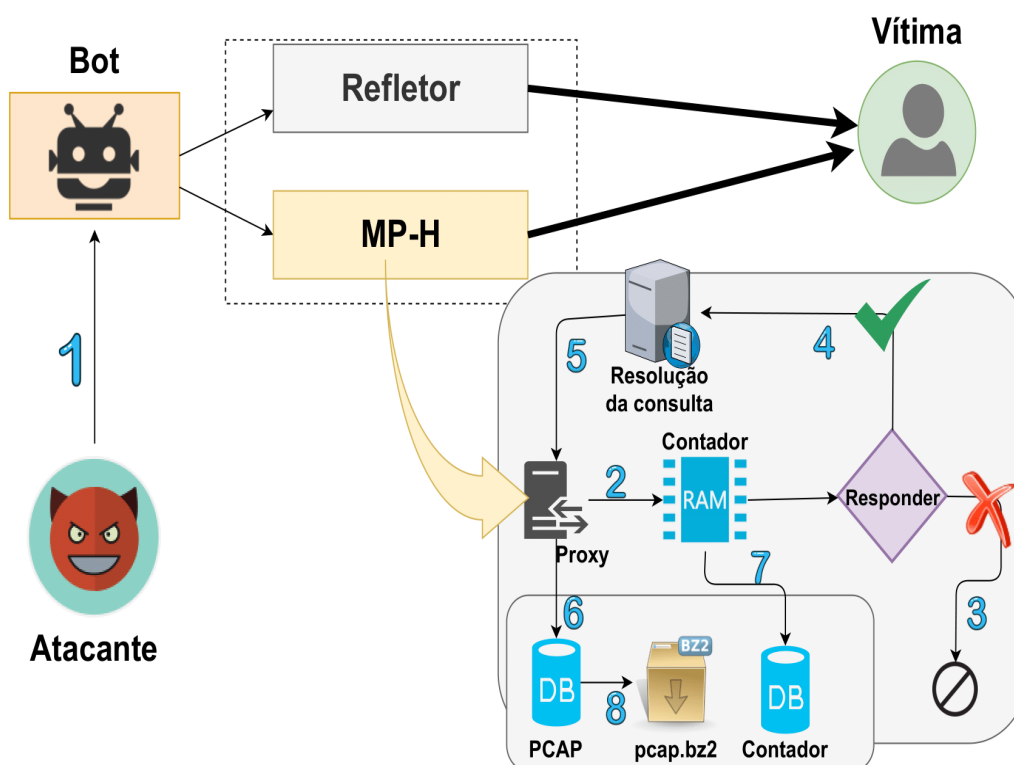 Vítima
Bot
Refletor
MP-H
1
5
4
Resolução
da consulta
Contador
2
RAM
Responder
Proxy
7
6
3
BZ2
DB
8
DB
PCAP
pcap.bz2
Contador
Atacante